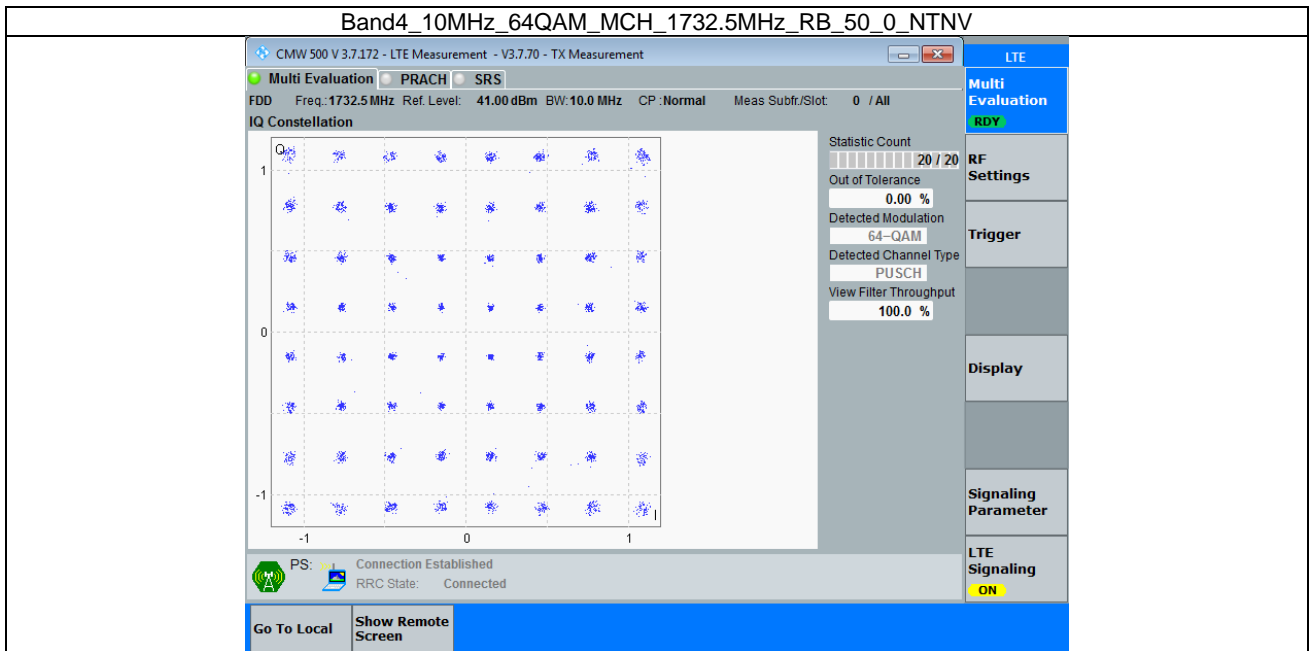 Band4_10MHz_64QAM_MCH_1732.5MHz_RB_50_0_NTNV
CMW 500 V 3.7.172 - LTE Measurement - V3.7.70 - TX Measurement
LTE
Multi Evaluation PRACH SRS
Multi
Evaluation
RDY
FDD Freq.:1732.5 MHz Ref. Level: 41.00 dBm BW:10.0 MHz CP :Normal Meas Subfr./Slot: 0 / All
IQ Constellation
Q
1
0
-1
-1 0 1
I
Statistic Count
20 / 20
Out of Tolerance
0.00 %
Detected Modulation
64-QAM
Detected Channel Type
PUSCH
View Filter Throughput
100.0 %
RF
Settings
Trigger
Display
Signaling
Parameter
LTE
Signaling
ON
PS: Connection Established
RRC State: Connected
Go To Local
Show Remote
Screen